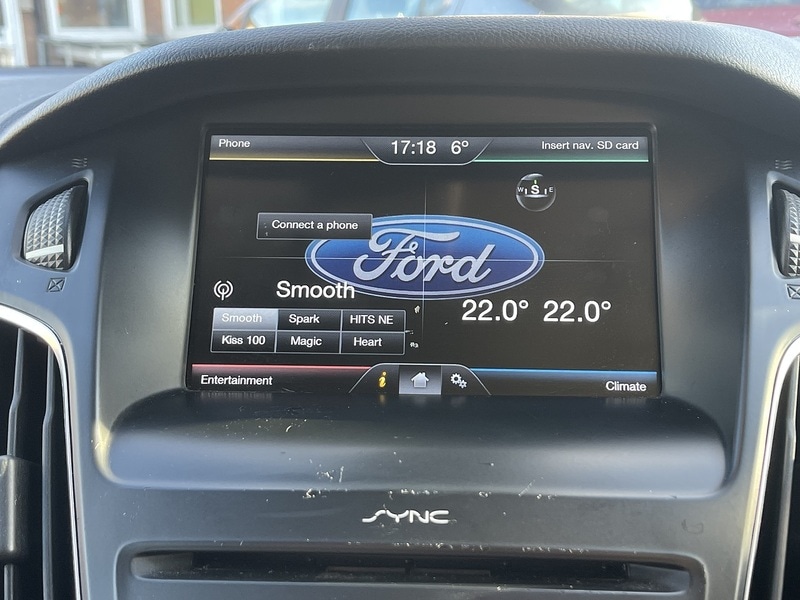 Phone
17:18 6°
Insert nav. SD card
W S E
Connect a phone
Ford
Smooth
22.0° 22.0°
Smooth Spark HITS NE
Kiss 100 Magic Heart
Entertainment
i
Climate
SYNC